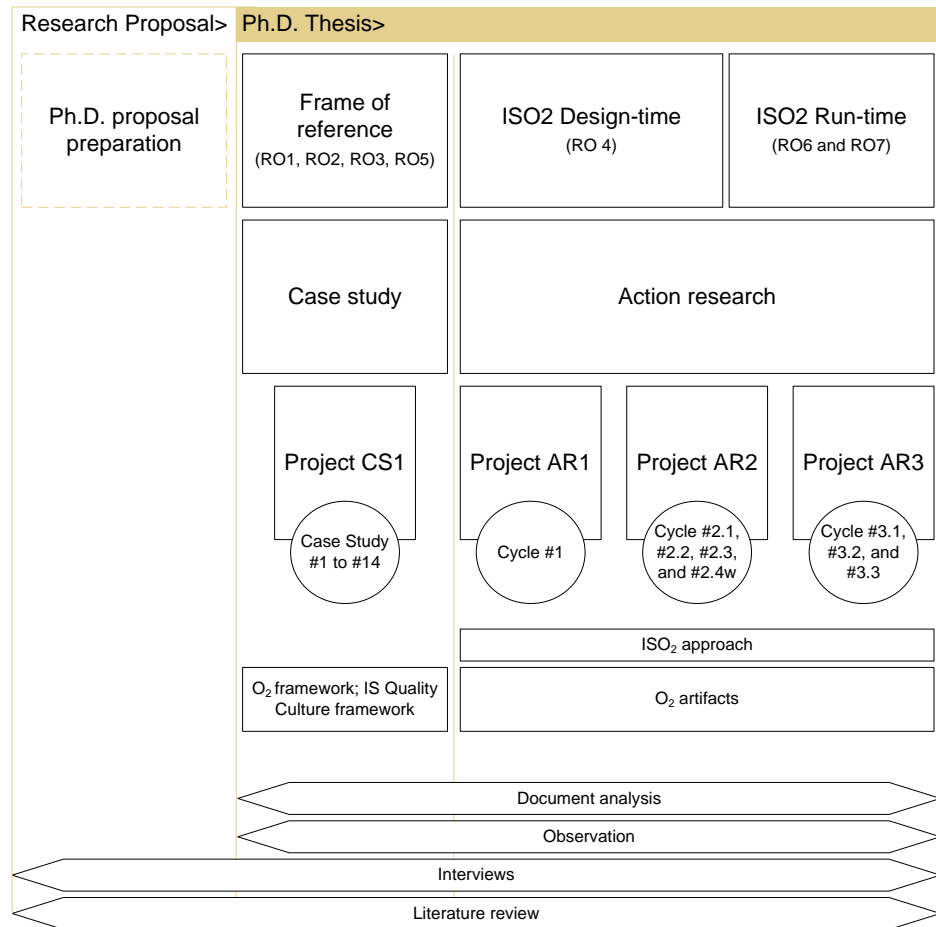 Research Proposal> Ph.D. Thesis>
Ph.D. proposal
preparation
Frame of
reference
(RO1, RO2, RO3, RO5)
ISO2 Design-time
(RO 4)
ISO2 Run-time
(RO6 and RO7)
Case study
Action research
Project CS1
Case Study
#1 to #14
Project AR1
Cycle #1
Project AR2
Cycle #2.1,
#2.2, #2.3,
and #2.4w
Project AR3
Cycle #3.1,
#3.2, and
#3.3
ISO₂ approach
O₂ framework; IS Quality
Culture framework
O₂ artifacts
Document analysis
Observation
Interviews
Literature review